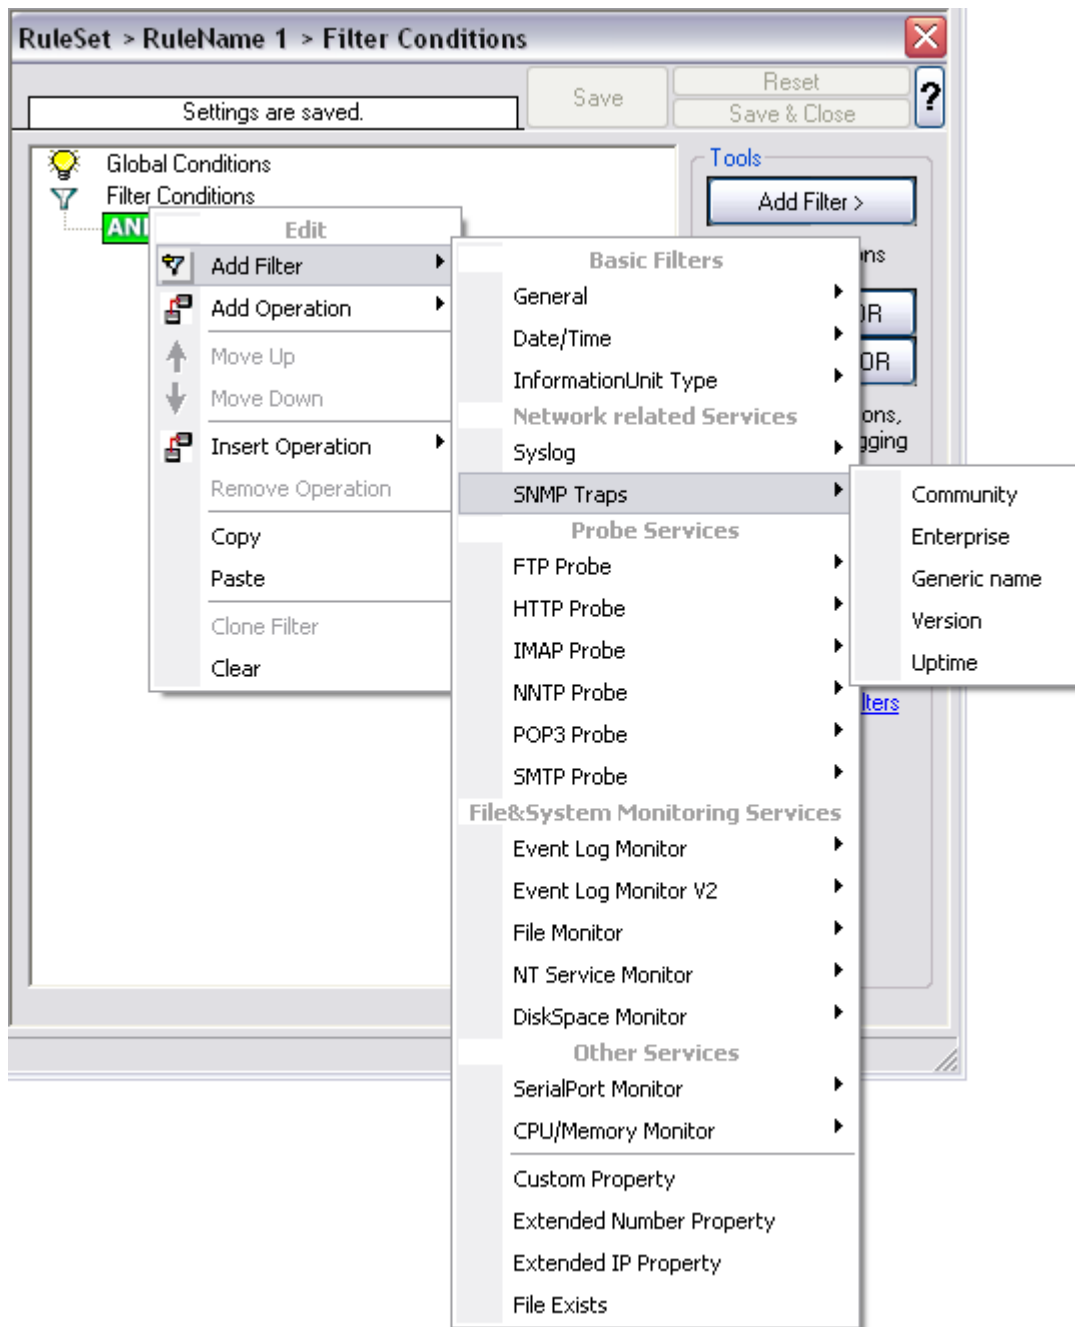 RuleSet > RuleName 1 > Filter Conditions
Settings are saved.
Save
Reset
Save & Close
?
Global Conditions
Filter Conditions
Tools
Add Filter >
Edit
Add Filter
Add Operation
Move Up
Move Down
Insert Operation
Remove Operation
Copy
Paste
Clone Filter
Clear
Basic Filters
General
Date/Time
InformationUnit Type
Network related Services
Syslog
SNMP Traps
Probe Services
FTP Probe
HTTP Probe
IMAP Probe
NNTP Probe
POP3 Probe
SMTP Probe
File&System Monitoring Services
Event Log Monitor
Event Log Monitor V2
File Monitor
NT Service Monitor
DiskSpace Monitor
Other Services
SerialPort Monitor
CPU/Memory Monitor
Custom Property
Extended Number Property
Extended IP Property
File Exists
Community
Enterprise
Generic name
Version
Uptime